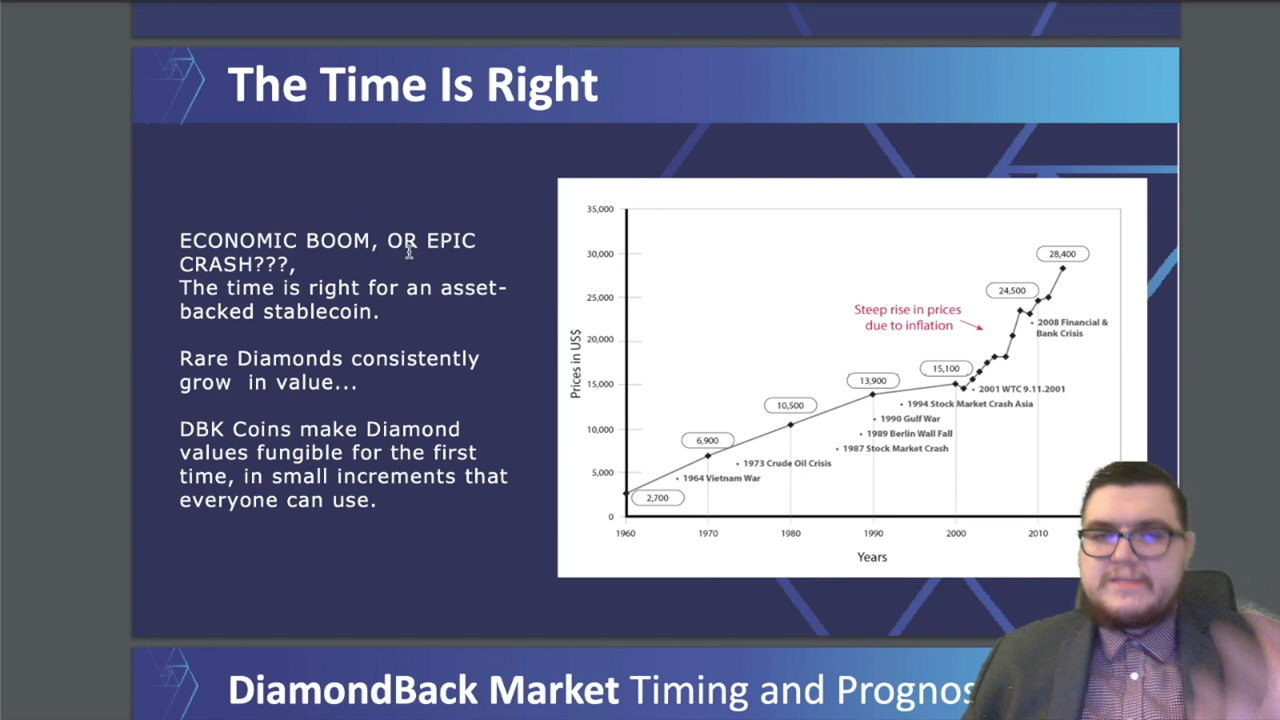 The Time Is Right
ECONOMIC BOOM, OR EPIC
CRASH???,
The time is right for an asset-
backed stablecoin.
Rare Diamonds consistently
grow in value...
DBK Coins make Diamond
values fungible for the first
time, in small increments that
everyone can use.
35,000
30,000
25,000
20,000
15,000
10,000
5,000
0
Prices in US$
28,400
24,500
Steep rise in prices
due to inflation
2008 Financial &
Bank Crisis
15,100
13,900
2001 WTC 9.11.2001
10,500
1994 Stock Market Crash Asia
1990 Gulf War
1989 Berlin Wall Fall
6,900
1987 Stock Market Crash
1973 Crude Oil Crisis
1964 Vietnam War
2,700
1960
1970
1980
1990
2000
2010
Years
DiamondBack Market Timing and